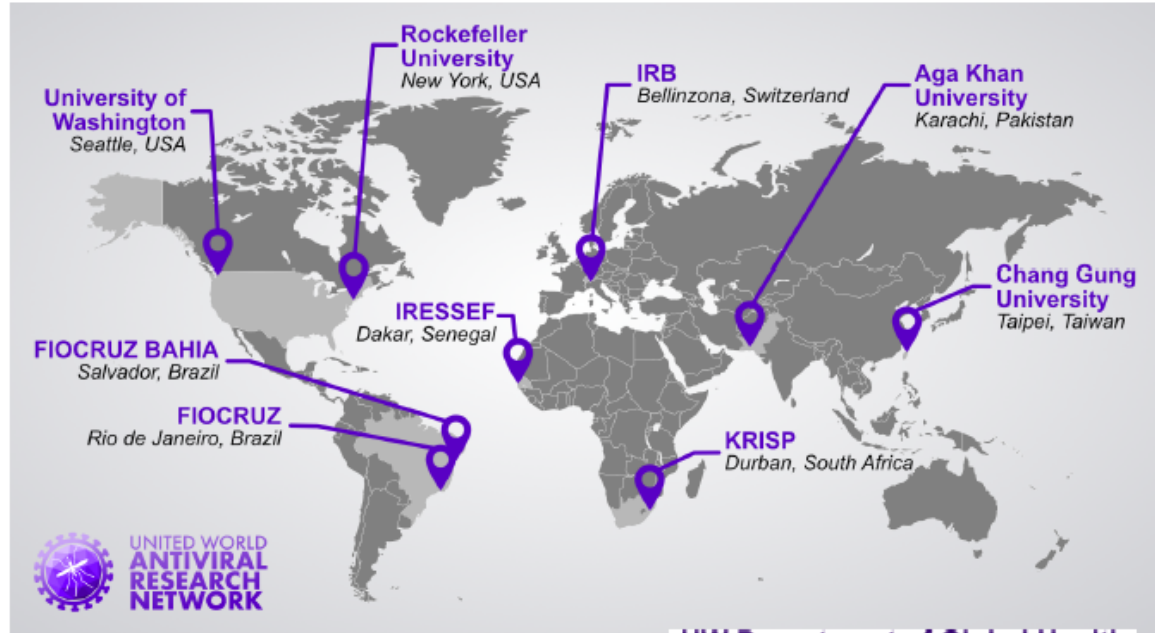 Rockefeller
University
New York, USA
University of
Washington
Seattle, USA
IRB
Bellinzona, Switzerland
Aga Khan
University
Karachi, Pakistan
Chang Gung
University
Taipei, Taiwan
IRESSEF
Dakar, Senegal
FIOCRUZ BAHIA
Salvador, Brazil
FIOCRUZ
Rio de Janeiro, Brazil
KRISP
Durban, South Africa
UNITED WORLD
ANTIVIRAL
RESEARCH
NETWORK